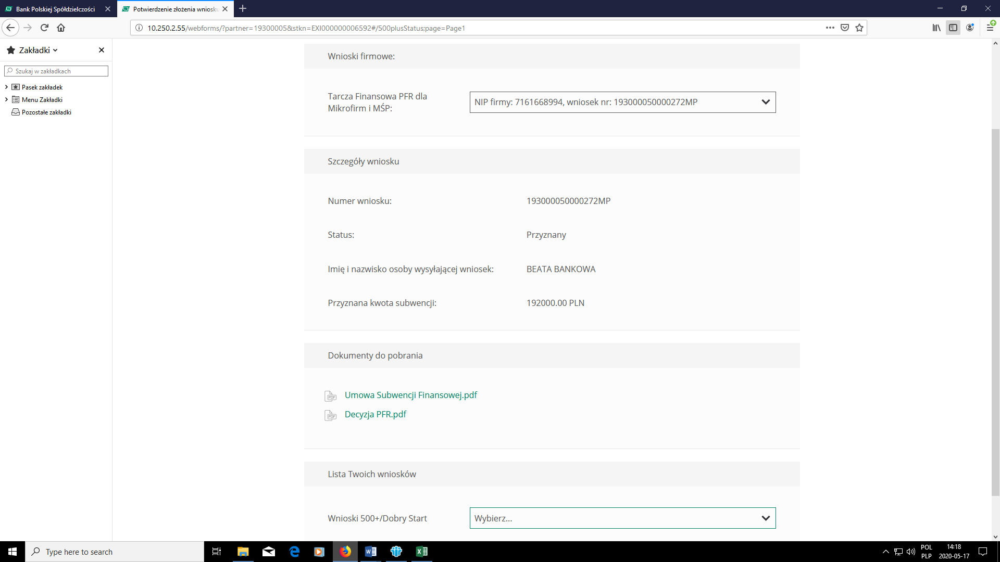 Bank Polskiej Spółdzielczości
Potwierdzenie złożenia wniosku
10.250.2.55/webforms/?partner=19300005&stkn=EXI000000006592#/500plusStatus;page=Page1
Zakładki
Szukaj w zakładkach
Pasek zakładek
Menu Zakładki
Pozostałe zakładki
Wnioski firmowe:
Tarcza Finansowa PFR dla
Mikrofirm i MŚP:
NIP firmy: 7161668994, wniosek nr: 193000050000272MP
Szczegóły wniosku
Numer wniosku: 193000050000272MP
Status: Przyznany
Imię i nazwisko osoby wysyłającej wniosek: BEATA BANKOWA
Przyznana kwota subwencji: 192000.00 PLN
Dokumenty do pobrania
PDF Umowa Subwencji Finansowej.pdf
PDF Decyzja PFR.pdf
Lista Twoich wniosków
Wnioski 500+/Dobry Start Wybierz...
Type here to search
POL
PLP
14:18
2020-05-17